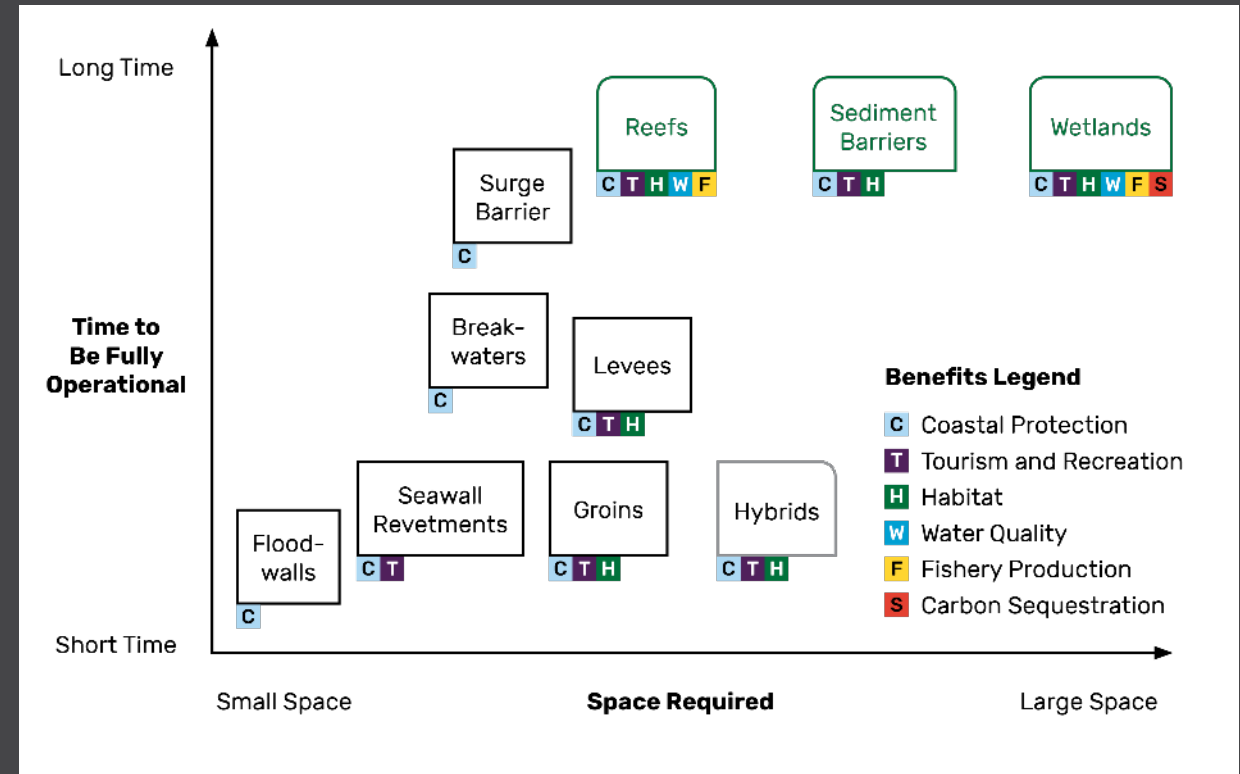 Long Time
Reefs
C T H W F
Sediment
Barriers
C T H
Wetlands
C T H W F S
Surge
Barrier
C
Time to
Be Fully
Operational
Break-
waters
C
Levees
C T H
Seawall
Revetments
C T
Groins
C T H
Hybrids
C T H
Flood-
walls
C
Benefits Legend
C Coastal Protection
T Tourism and Recreation
H Habitat
W Water Quality
F Fishery Production
S Carbon Sequestration
Short Time
Small Space
Space Required
Large Space